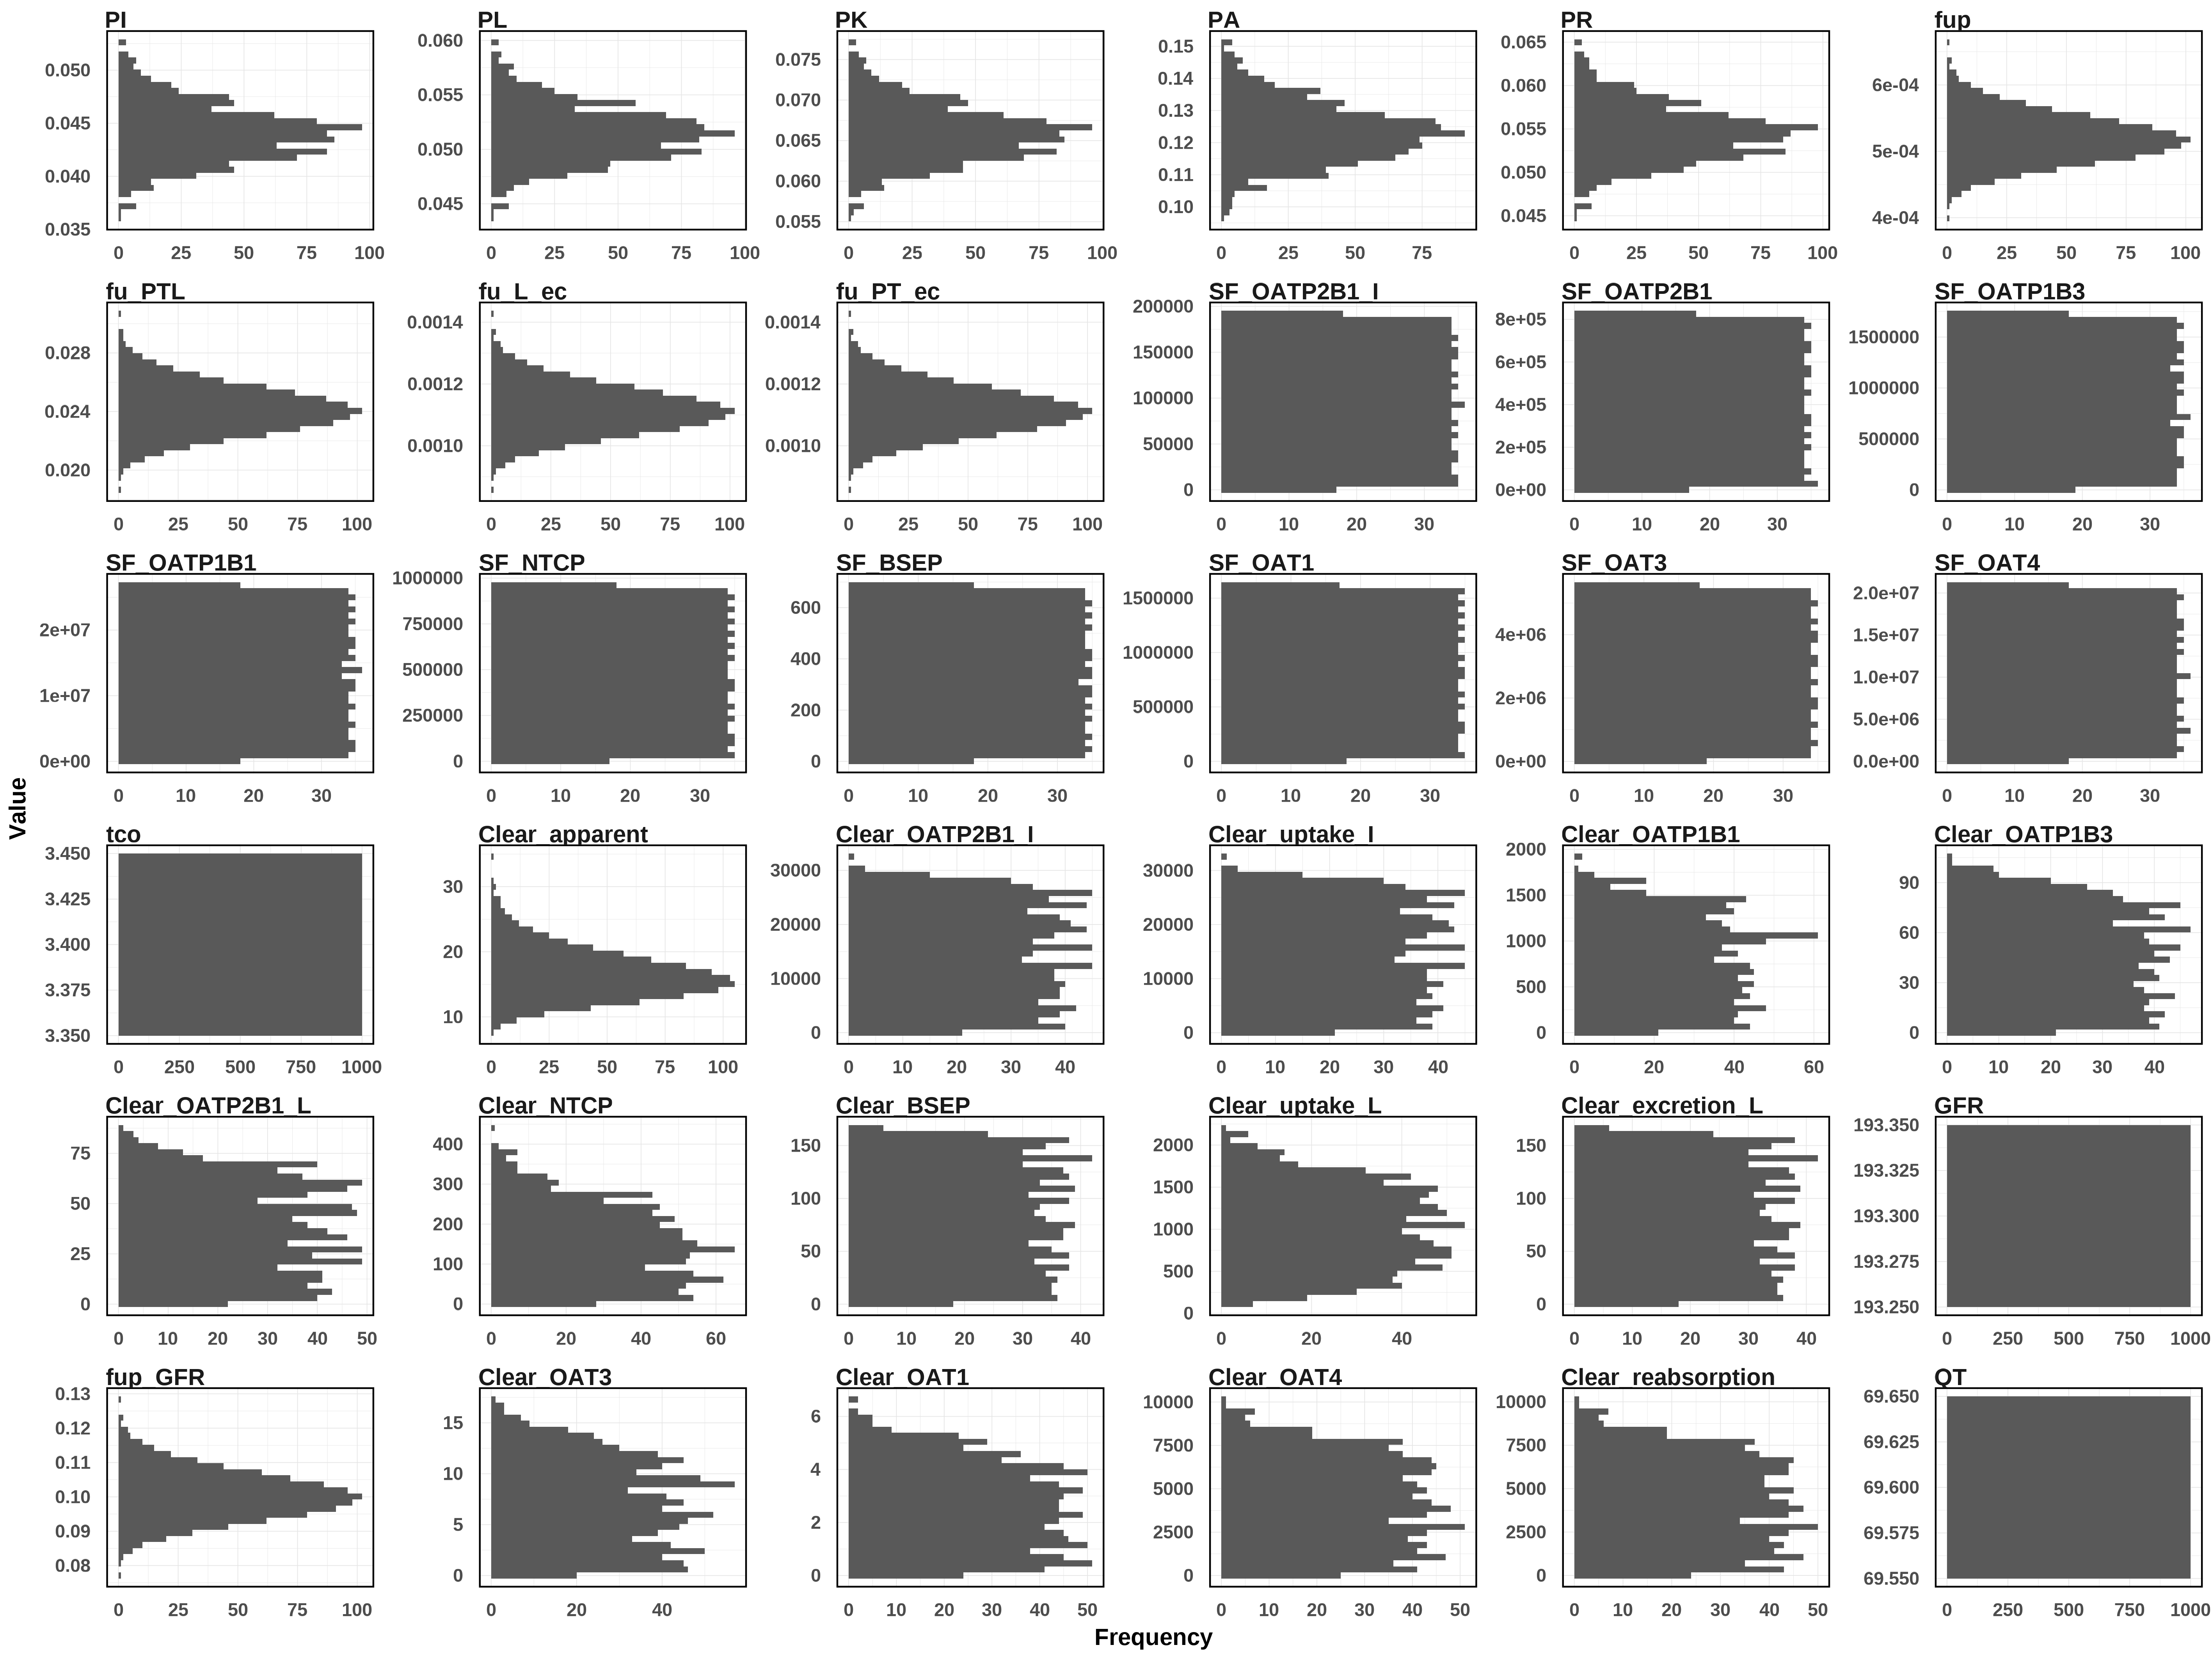 PI PL PK PA PR fup
0.050 0.045 0.040 0.035
0 25 50 75 100
0.060 0.055 0.050 0.045
0 25 50 75 100
0.075 0.070 0.065 0.060 0.055
0 25 50 75 100
0.15 0.14 0.13 0.12 0.11 0.10
0 25 50 75
0.065 0.060 0.055 0.050 0.045
0 25 50 75 100
6e-04 5e-04 4e-04
0 25 50 75 100
fu_PTL fu_L_ec fu_PT_ec SF_OATP2B1_I SF_OATP2B1 SF_OATP1B3
0.028 0.024 0.020
0 25 50 75 100
0.0014 0.0012 0.0010
0 25 50 75 100
0.0014 0.0012 0.0010
0 25 50 75 100
200000 150000 100000 50000 0
0 10 20 30
8e+05 6e+05 4e+05 2e+05 0e+00
0 10 20 30
1500000 1000000 500000 0
0 10 20 30
SF_OATP1B1 SF_NTCP SF_BSEP SF_OAT1 SF_OAT3 SF_OAT4
2e+07 1e+07 0e+00
0 10 20 30
1000000 750000 500000 250000 0
0 10 20 30
600 400 200 0
0 10 20 30
1500000 1000000 500000 0
0 10 20 30
4e+06 2e+06 0e+00
0 10 20 30
2.0e+07 1.5e+07 1.0e+07 5.0e+06 0.0e+00
0 10 20 30
Value
tco Clear_apparent Clear_OATP2B1_I Clear_uptake_I Clear_OATP1B1 Clear_OATP1B3
3.450 3.425 3.400 3.375 3.350
0 250 500 750 1000
30 20 10
0 25 50 75 100
30000 20000 10000 0
0 10 20 30 40
30000 20000 10000 0
0 10 20 30 40
2000 1500 1000 500 0
0 20 40 60
90 60 30 0
0 10 20 30 40
Clear_OATP2B1_L Clear_NTCP Clear_BSEP Clear_uptake_L Clear_excretion_L GFR
75 50 25 0
0 10 20 30 40 50
400 300 200 100 0
0 20 40 60
150 100 50 0
0 10 20 30 40
2000 1500 1000 500 0
0 20 40
150 100 50 0
0 10 20 30 40
193.350 193.325 193.300 193.275 193.250
0 250 500 750 1000
fup_GFR Clear_OAT3 Clear_OAT1 Clear_OAT4 Clear_reabsorption QT
0.13 0.12 0.11 0.10 0.09 0.08
0 25 50 75 100
15 10 5 0
0 20 40
6 4 2 0
0 10 20 30 40 50
10000 7500 5000 2500 0
0 10 20 30 40 50
10000 7500 5000 2500 0
0 10 20 30 40 50
69.650 69.625 69.600 69.575 69.550
0 250 500 750 1000
Frequency